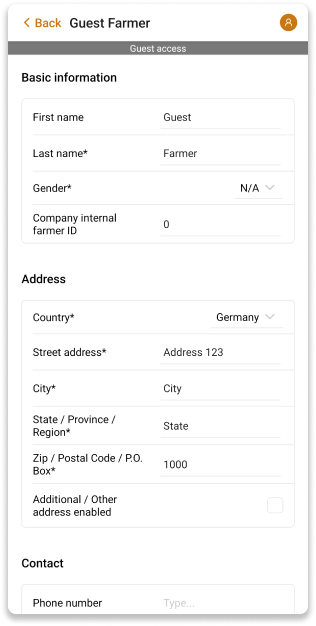 Back Guest Farmer
Guest access
Basic information
First name Guest
Last name* Farmer
Gender* N/A
Company internal
farmer ID 0
Address
Country* Germany
Street address* Address 123
City* City
State / Province /
Region* State
Zip / Postal Code / P.O.
Box* 1000
Additional / Other
address enabled
Contact
Phone number Type...